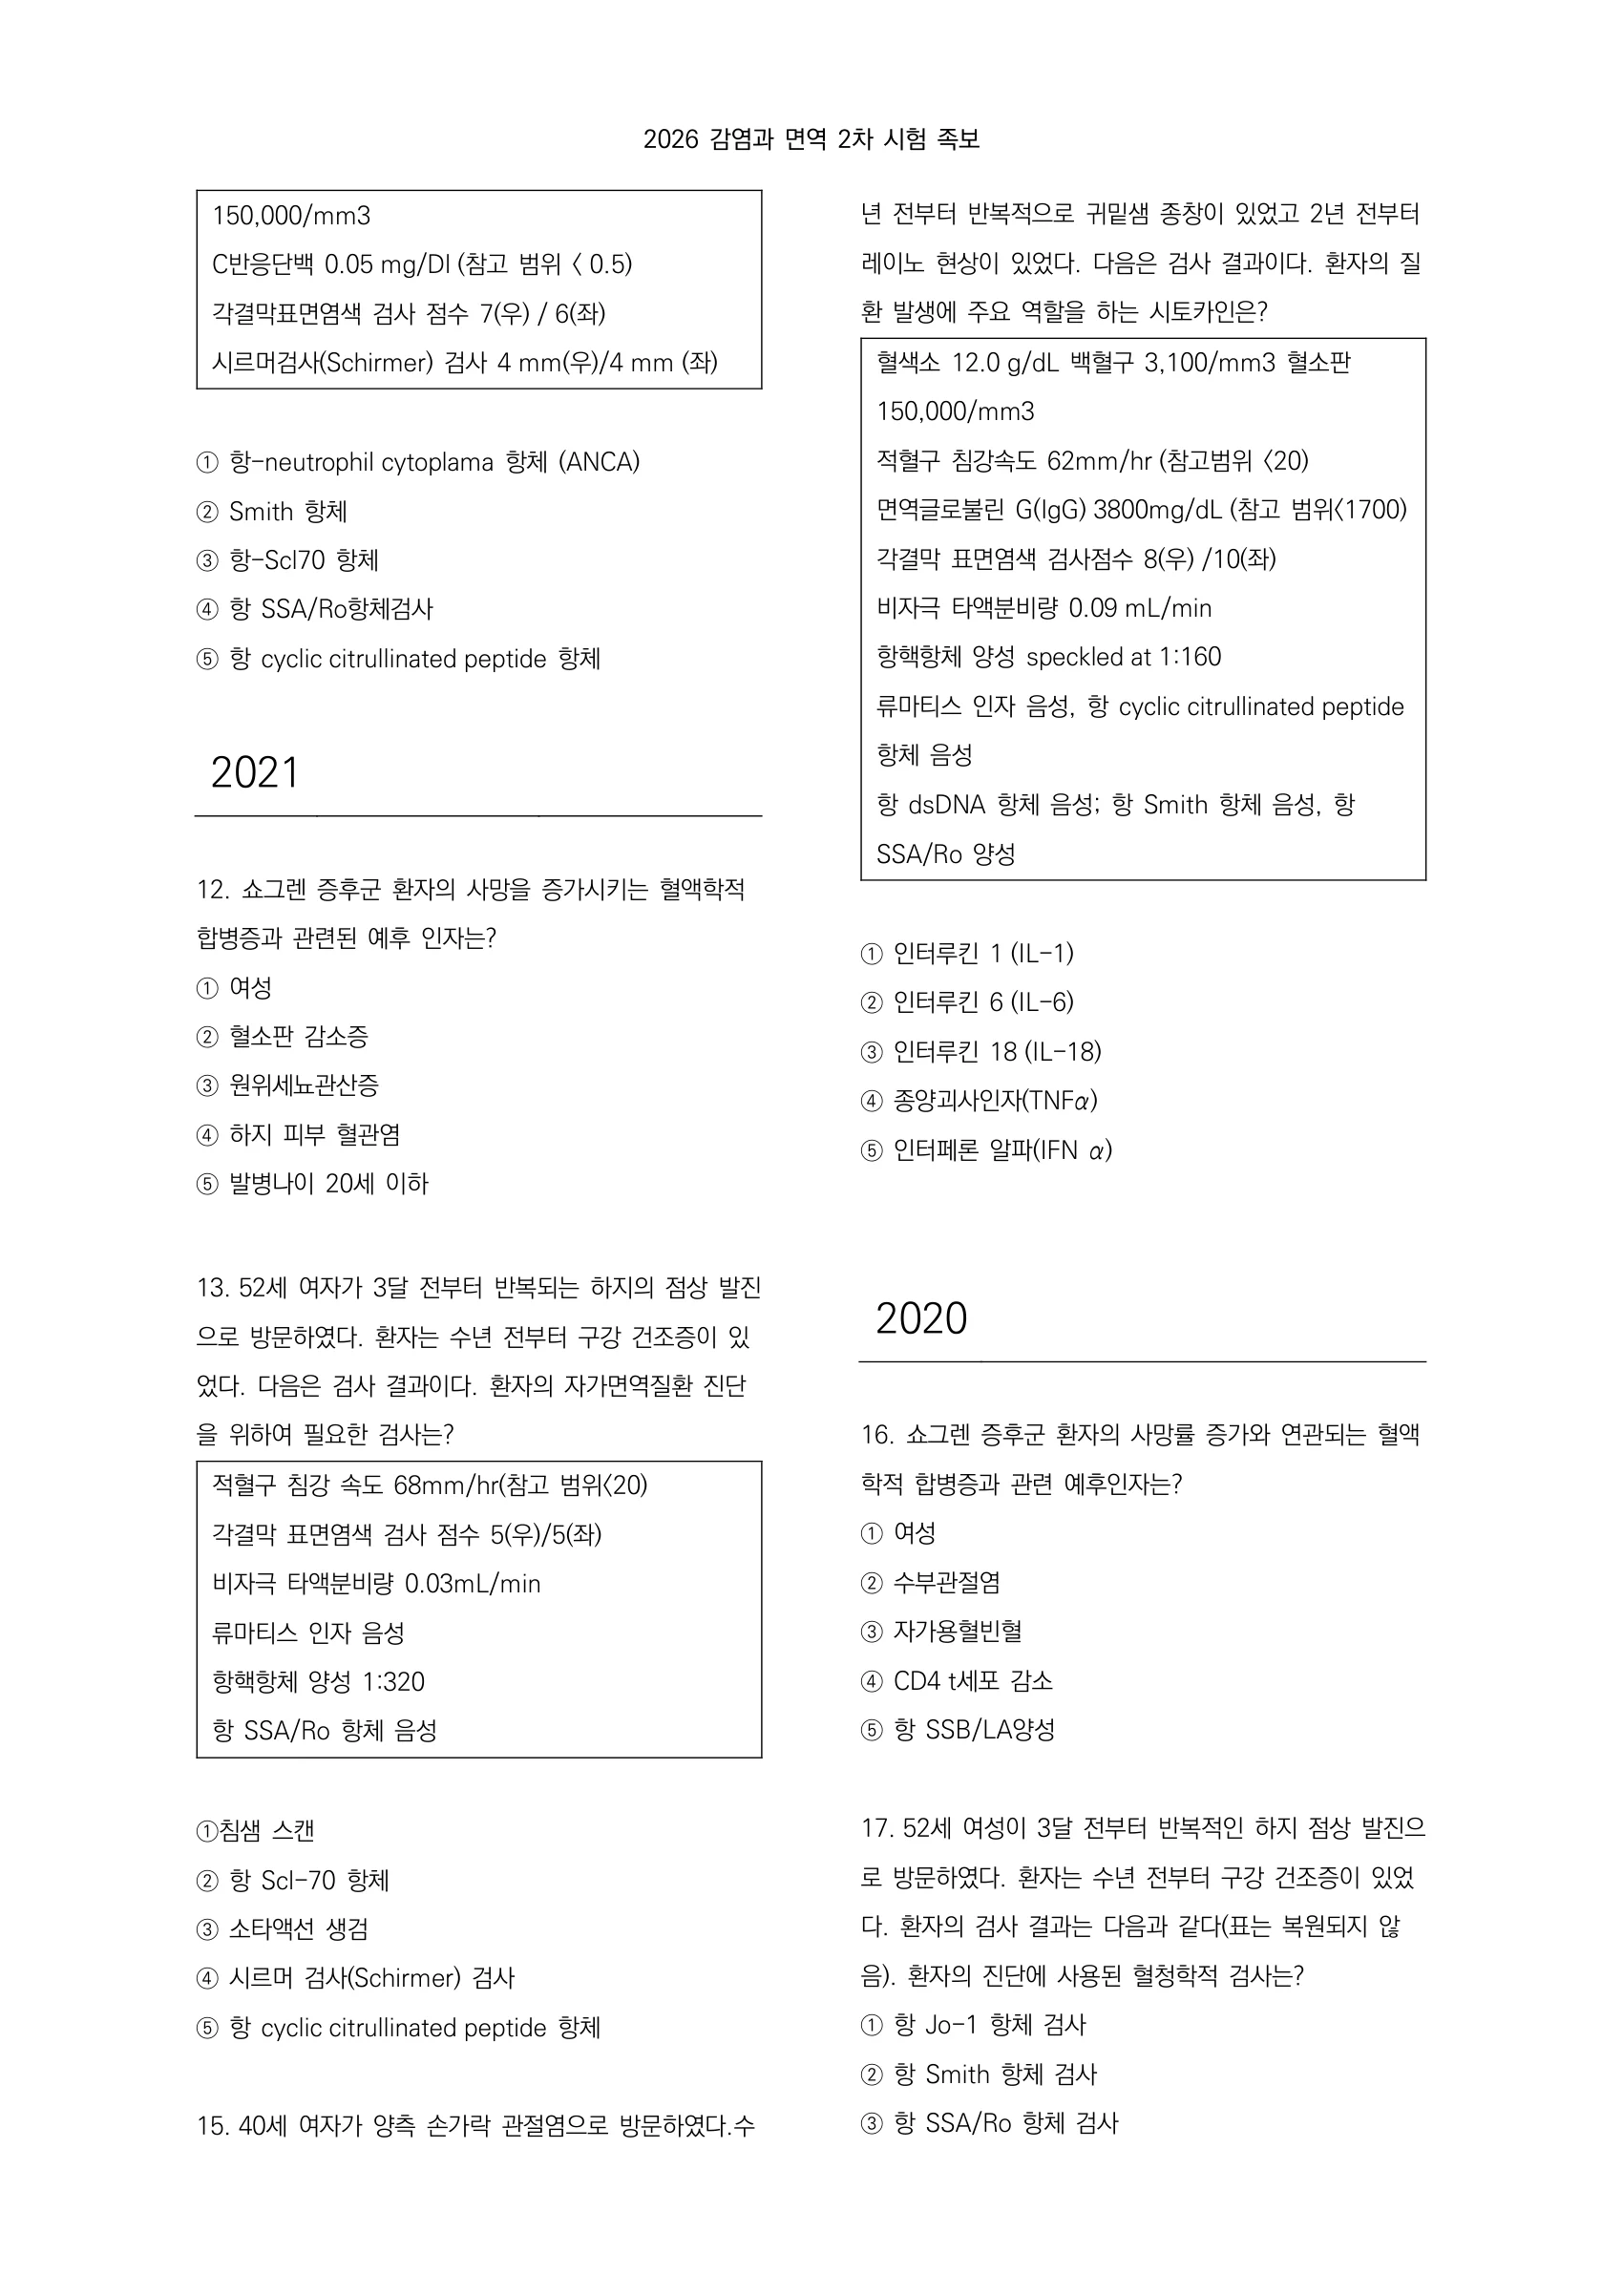 2026 감염과 면역 2차 시험 족보
150,000/mm3
C반응단백 0.05 mg/Dl (참고 범위 < 0.5)
각결막표면염색 검사 점수 7(우) / 6(좌)
시르머검사(Schirmer) 검사 4 mm(우)/4 mm (좌)
① 항-neutrophil cytoplama 항체 (ANCA)
② Smith 항체
③ 항-Scl70 항체
④ 항 SSA/Ro항체검사
⑤ 항 cyclic citrullinated peptide 항체
2021
12. 쇼그렌 증후군 환자의 사망을 증가시키는 혈액학적
합병증과 관련된 예후 인자는?
① 여성
② 혈소판 감소증
③ 원위세뇨관산증
④ 하지 피부 혈관염
⑤ 발병나이 20세 이하
13. 52세 여자가 3달 전부터 반복되는 하지의 점상 발진
으로 방문하였다. 환자는 수년 전부터 구강 건조증이 있
었다. 다음은 검사 결과이다. 환자의 자가면역질환 진단
을 위하여 필요한 검사는?
적혈구 침강 속도 68mm/hr(참고 범위<20)
각결막 표면염색 검사 점수 5(우)/5(좌)
비자극 타액분비량 0.03mL/min
류마티스 인자 음성
항핵항체 양성 1:320
항 SSA/Ro 항체 음성
①침샘 스캔
② 항 Scl-70 항체
③ 소타액선 생검
④ 시르머 검사(Schirmer) 검사
⑤ 항 cyclic citrullinated peptide 항체
15. 40세 여자가 양측 손가락 관절염으로 방문하였다.수
년 전부터 반복적으로 귀밑샘 종창이 있었고 2년 전부터
레이노 현상이 있었다. 다음은 검사 결과이다. 환자의 질
환 발생에 주요 역할을 하는 시토카인은?
혈색소 12.0 g/dL 백혈구 3,100/mm3 혈소판
150,000/mm3
적혈구 침강속도 62mm/hr (참고범위 <20)
면역글로불린 G(IgG) 3800mg/dL (참고 범위<1700)
각결막 표면염색 검사점수 8(우) /10(좌)
비자극 타액분비량 0.09 mL/min
항핵항체 양성 speckled at 1:160
류마티스 인자 음성, 항 cyclic citrullinated peptide
항체 음성
항 dsDNA 항체 음성; 항 Smith 항체 음성, 항
SSA/Ro 양성
① 인터루킨 1 (IL-1)
② 인터루킨 6 (IL-6)
③ 인터루킨 18 (IL-18)
④ 종양괴사인자(TNFα)
⑤ 인터페론 알파(IFN α)
2020
16. 쇼그렌 증후군 환자의 사망률 증가와 연관되는 혈액
학적 합병증과 관련 예후인자는?
① 여성
② 수부관절염
③ 자가용혈빈혈
④ CD4 t세포 감소
⑤ 항 SSB/LA양성
17. 52세 여성이 3달 전부터 반복적인 하지 점상 발진으
로 방문하였다. 환자는 수년 전부터 구강 건조증이 있었
다. 환자의 검사 결과는 다음과 같다(표는 복원되지 않
음). 환자의 진단에 사용된 혈청학적 검사는?
① 항 Jo-1 항체 검사
② 항 Smith 항체 검사
③ 항 SSA/Ro 항체 검사